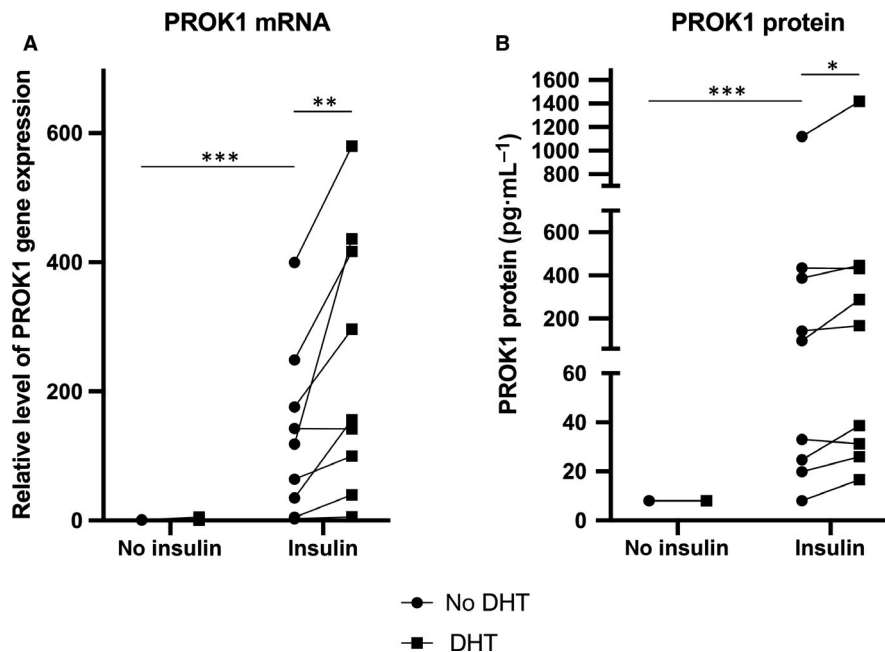 PROK1 mRNA
A
Relative level of PROK1 gene expression
600
400
200
0
**
***
No insulin
Insulin
PROK1 protein
B
PROK1 protein (pg·mL−1)
1600
1400
1200
1000
800
600
400
200
60
40
20
0
*
***
No insulin
Insulin
No DHT
DHT